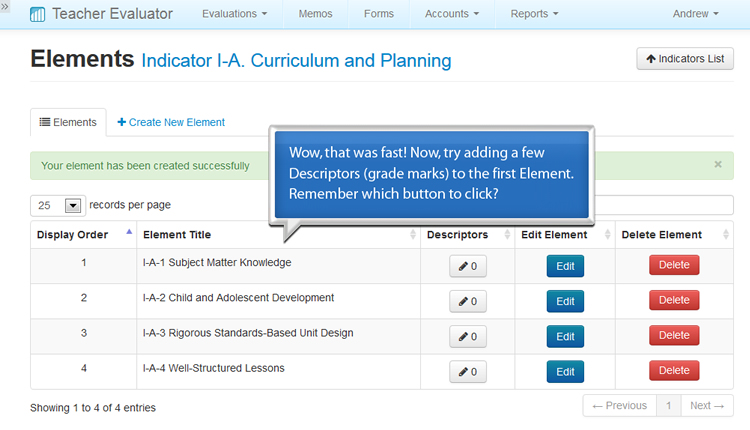 »
Teacher Evaluator Evaluations Memos Forms Accounts Reports Andrew
Elements Indicator I-A. Curriculum and Planning Indicators List
Elements Create New Element
Your element has been created successfully ×
Wow, that was fast! Now, try adding a few
Descriptors (grade marks) to the first Element.
Remember which button to click?
25 records per page
Display Order Element Title Descriptors Edit Element Delete Element
1 I-A-1 Subject Matter Knowledge 0 Edit Delete
2 I-A-2 Child and Adolescent Development 0 Edit Delete
3 I-A-3 Rigorous Standards-Based Unit Design 0 Edit Delete
4 I-A-4 Well-Structured Lessons 0 Edit Delete
Showing 1 to 4 of 4 entries ← Previous 1 Next →